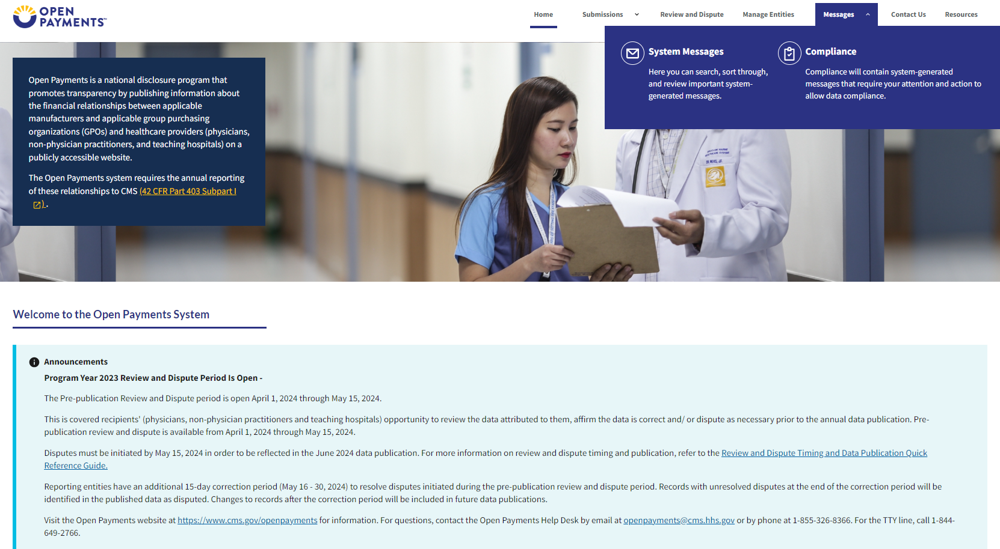 OPEN
PAYMENTS™
Home
Submissions
Review and Dispute
Manage Entities
Messages
Contact Us
Resources
System Messages
Here you can search, sort through,
and review important system-
generated messages.
Compliance
Compliance will contain system-generated
messages that require your attention and action to
allow data compliance.
Open Payments is a national disclosure program that
promotes transparency by publishing information about
the financial relationships between applicable
manufacturers and applicable group purchasing
organizations (GPOs) and healthcare providers (physicians,
non-physician practitioners, and teaching hospitals) on a
publicly accessible website.
The Open Payments system requires the annual reporting
of these relationships to CMS (42 CFR Part 403 Subpart I
) .
Welcome to the Open Payments System
Announcements
Program Year 2023 Review and Dispute Period Is Open -
The Pre-publication Review and Dispute period is open April 1, 2024 through May 15, 2024.
This is covered recipients' (physicians, non-physician practitioners and teaching hospitals) opportunity to review the data attributed to them, affirm the data is correct and/ or dispute as necessary prior to the annual data publication. Pre-
publication review and dispute is available from April 1, 2024 through May 15, 2024.
Disputes must be initiated by May 15, 2024 in order to be reflected in the June 2024 data publication. For more information on review and dispute timing and publication, refer to the Review and Dispute Timing and Data Publication Quick
Reference Guide.
Reporting entities have an additional 15-day correction period (May 16 - 30, 2024) to resolve disputes initiated during the pre-publication review and dispute period. Records with unresolved disputes at the end of the correction period will be
identified in the published data as disputed. Changes to records after the correction period will be included in future data publications.
Visit the Open Payments website at https://www.cms.gov/openpayments for information. For questions, contact the Open Payments Help Desk by email at openpayments@cms.hhs.gov or by phone at 1-855-326-8366. For the TTY line, call 1-844-
649-2766.